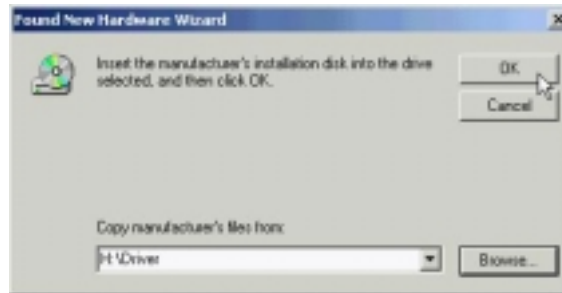 Found New Hardware Wizard
Insert the manufacturer's installation disk into the drive
selected, and then click OK.
OK
Cancel
Copy manufacturer's files from:
H:\Driver
Browse...